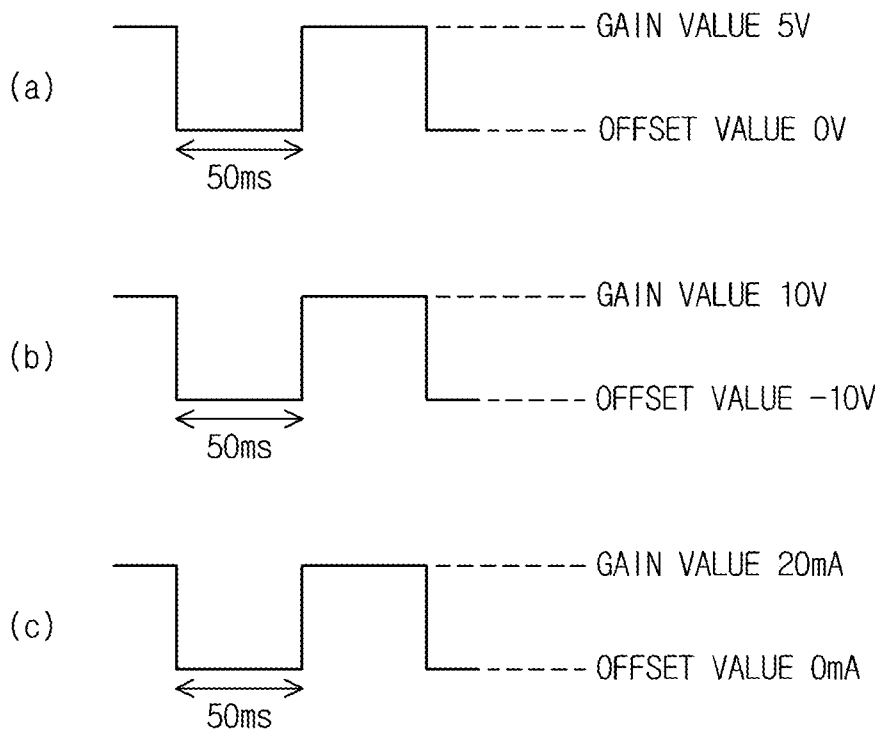 (a)
GAIN VALUE 5V
OFFSET VALUE 0V
50ms
(b)
GAIN VALUE 10V
OFFSET VALUE -10V
50ms
(c)
GAIN VALUE 20mA
OFFSET VALUE 0mA
50ms